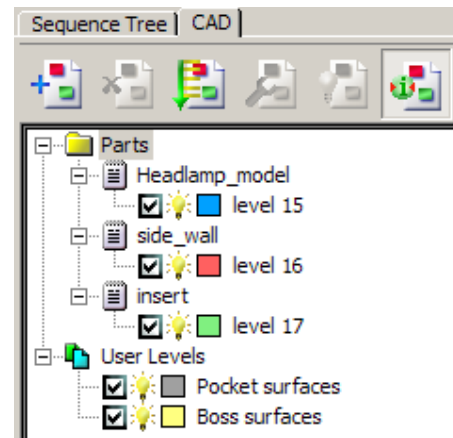 Sequence Tree CAD
Parts
Headlamp_model
level 15
side_wall
level 16
insert
level 17
User Levels
Pocket surfaces
Boss surfaces